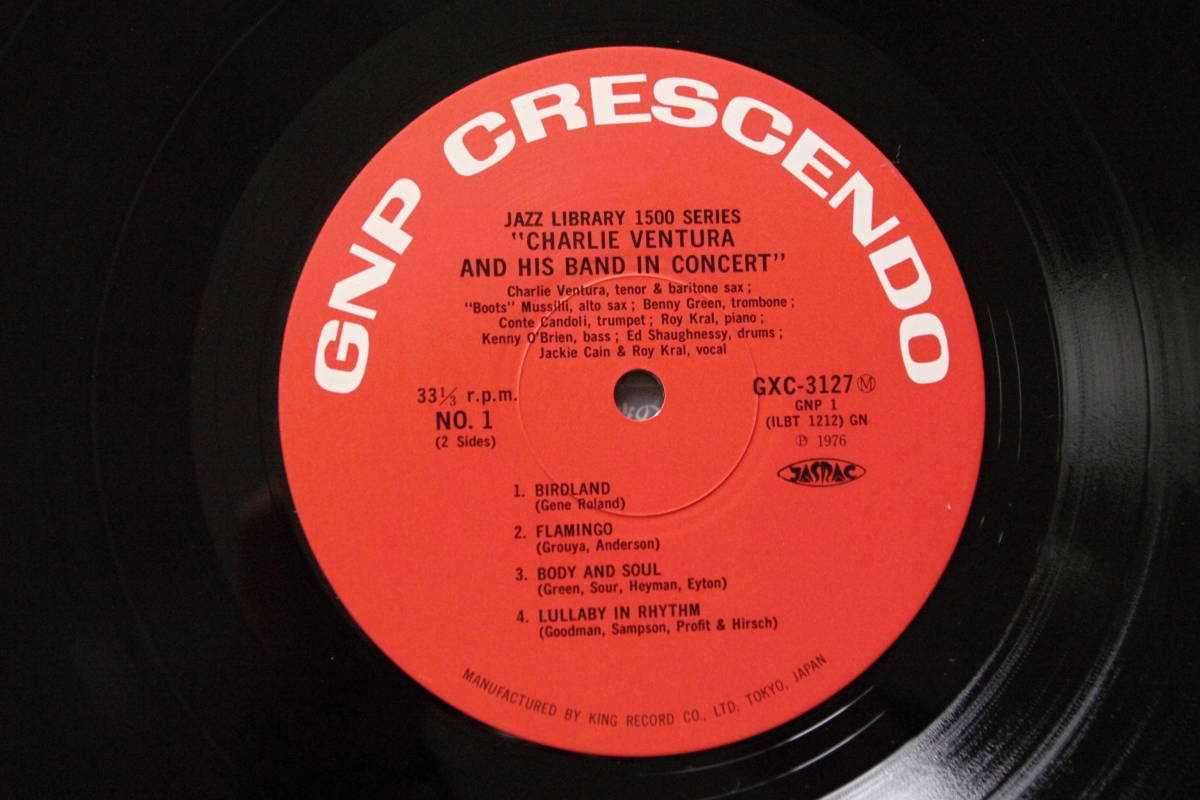 GNP CRESCENDO
JAZZ LIBRARY 1500 SERIES
"CHARLIE VENTURA
AND HIS BAND IN CONCERT"
Charlie Ventura, tenor & baritone sax ;
"Boots" Mussilli, alto sax ; Benny Green, trombone ;
Conte Candoli, trumpet ; Roy Kral, piano ;
Kenny O'Brien, bass ; Ed Shaughnessy, drums ;
Jackie Cain & Roy Kral, vocal
33⅓ r.p.m.
NO. 1
(2 Sides)
GXC-3127 Ⓜ
GNP 1
(ILBT 1212) GN
Ⓟ 1976
JASRAC
1. BIRDLAND
(Gene Roland)
2. FLAMINGO
(Grouya, Anderson)
3. BODY AND SOUL
(Green, Sour, Heyman, Eyton)
4. LULLABY IN RHYTHM
(Goodman, Sampson, Profit & Hirsch)
MANUFACTURED BY KING RECORD CO., LTD, TOKYO, JAPAN